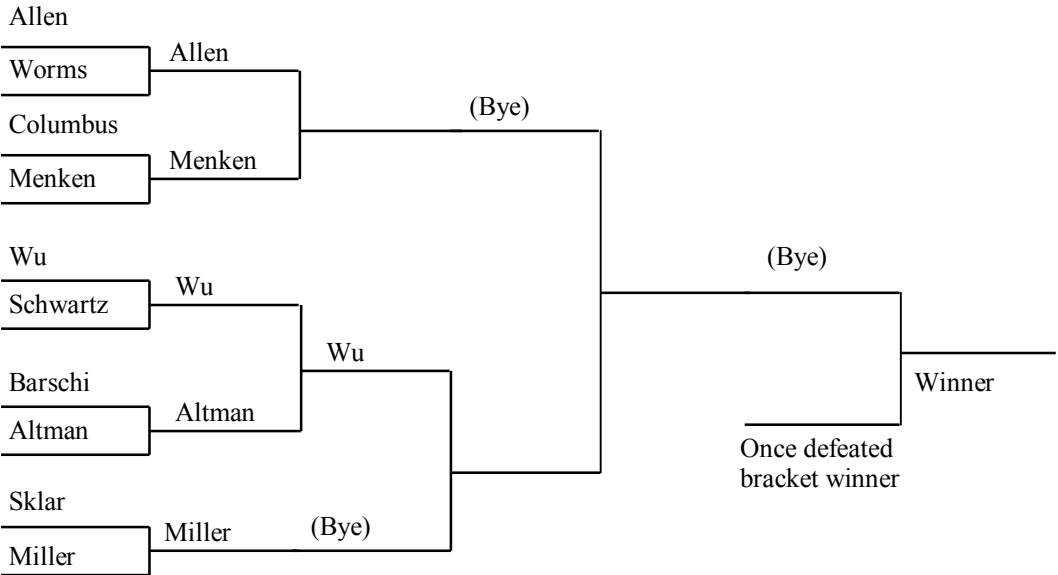 Allen
Worms
Allen
Columbus
Menken
Menken
(Bye)
Wu
Schwartz
Wu
Barschi
Altman
Altman
Wu
Sklar
Miller
Miller
(Bye)
(Bye)
Winner
Once defeated
bracket winner